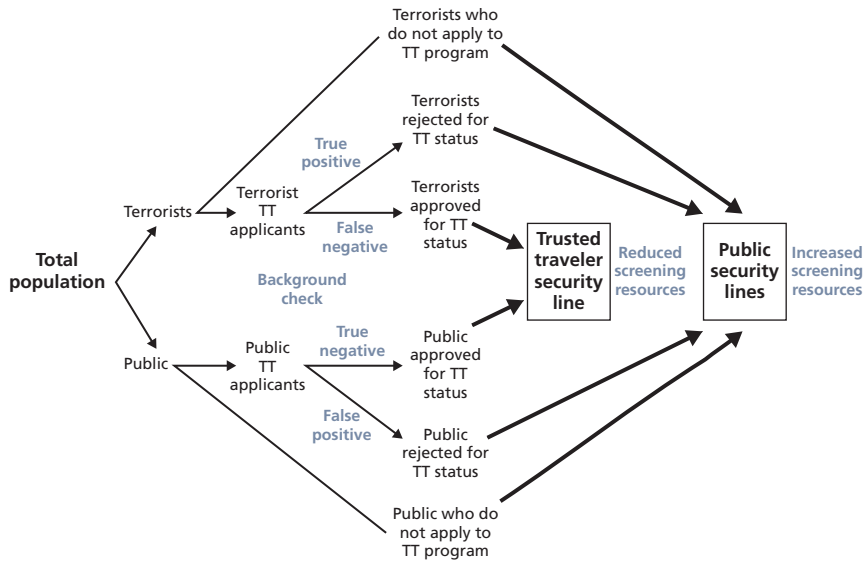 Terrorists who
do not apply to
TT program
Terrorists
rejected for
TT status
True
positive
Terrorists
Terrorist
TT
applicants
False
negative
Terrorists
approved
for TT
status
Total
population
Background
check
Trusted
traveler
security
line
Reduced
screening
resources
Public
security
lines
Increased
screening
resources
Public
Public
TT
applicants
True
negative
Public
approved
for TT
status
False
positive
Public
rejected for
TT status
Public who do
not apply to
TT program